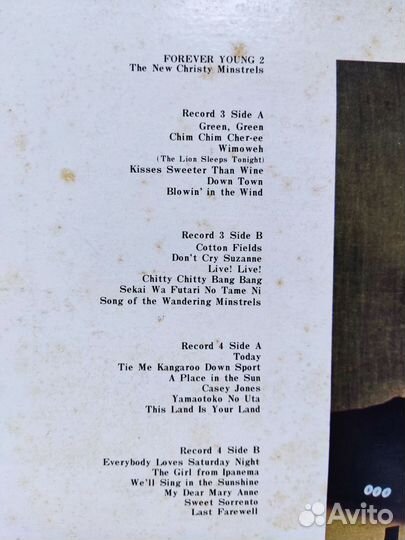 FOREVER YOUNG 2
The New Christy Minstrels
Record 3 Side A
Green, Green
Chim Chim Cher-ee
Wimoweh
(The Lion Sleeps Tonight)
Kisses Sweeter Than Wine
Down Town
Blowin' in the Wind
Record 3 Side B
Cotton Fields
Don't Cry Suzanne
Live! Live!
Chitty Chitty Bang Bang
Sekai Wa Futari No Tame Ni
Song of the Wandering Minstrels
Record 4 Side A
Today
Tie Me Kangaroo Down Sport
A Place in the Sun
Casey Jones
Yamaotoko No Uta
This Land Is Your Land
Record 4 Side B
Everybody Loves Saturday Night
The Girl from Ipanema
We'll Sing in the Sunshine
My Dear Mary Anne
Sweet Sorrento
Last Farewell
Avito